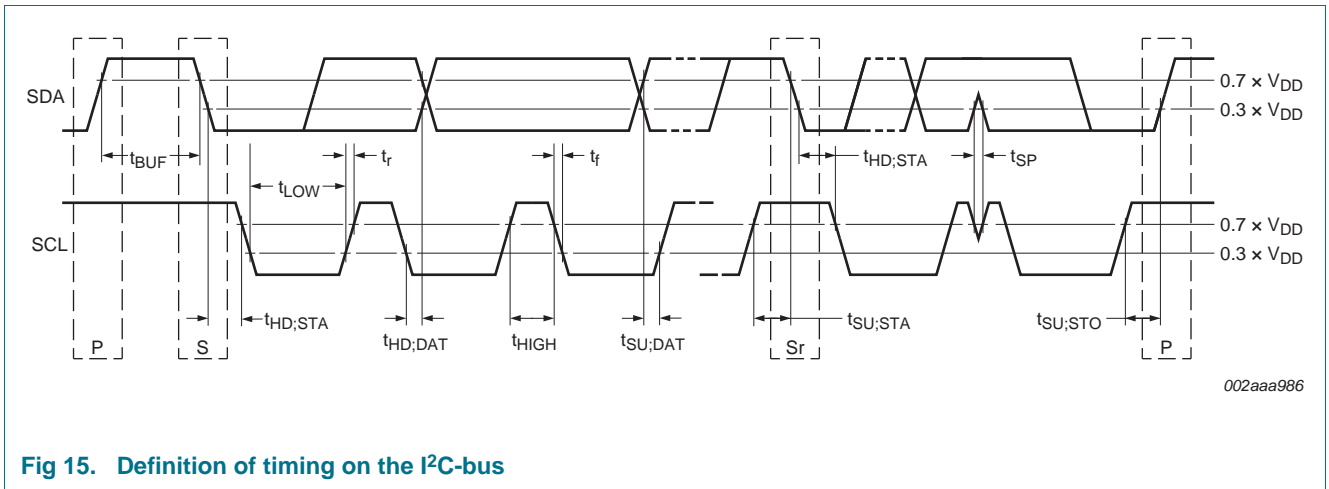 SDA
0.7 × VDD
0.3 × VDD
tBUF
tLOW
tr
tf
tHD;STA
tSP
SCL
0.7 × VDD
0.3 × VDD
tHD;STA
tHD;DAT
tHIGH
tSU;DAT
tSU;STA
tSU;STO
P
S
Sr
P
002aaa986
Fig 15. Definition of timing on the I²C-bus